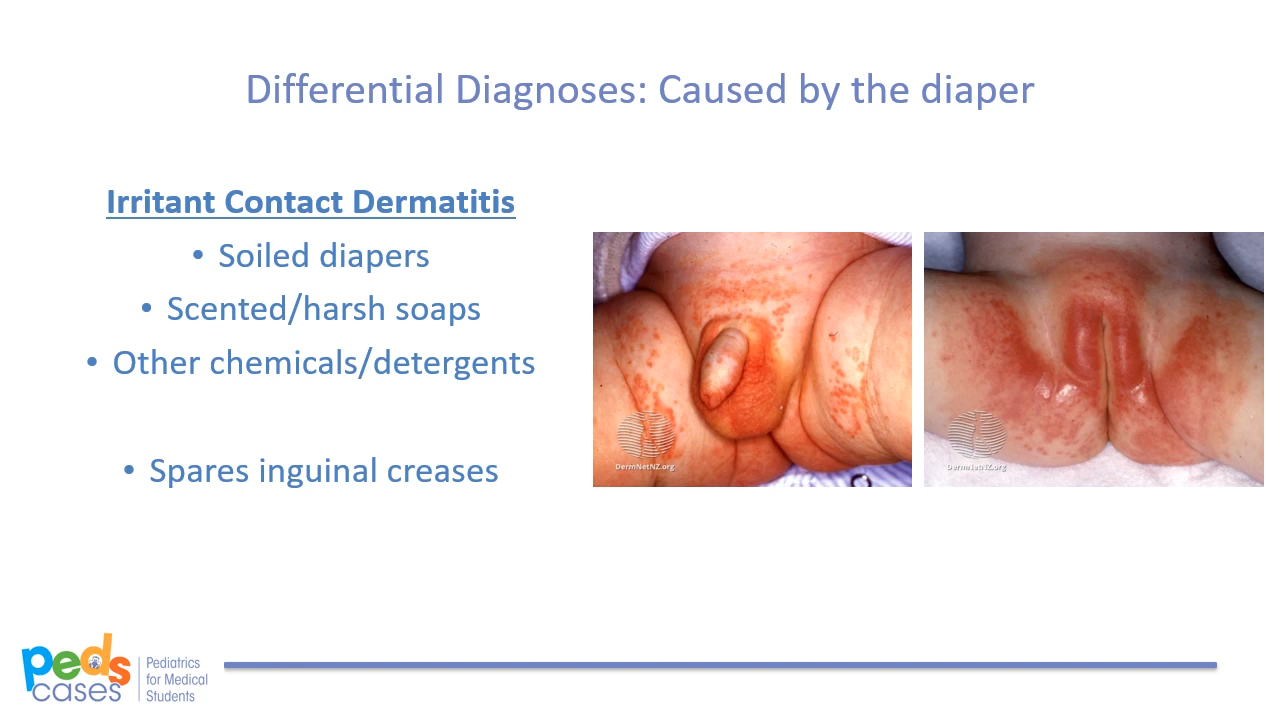 Differential Diagnoses: Caused by the diaper
Irritant Contact Dermatitis
• Soiled diapers
• Scented/harsh soaps
• Other chemicals/detergents
• Spares inguinal creases
DermNetNZ.org
DermNetNZ.org
peds
cases
Pediatrics
for Medical
Students